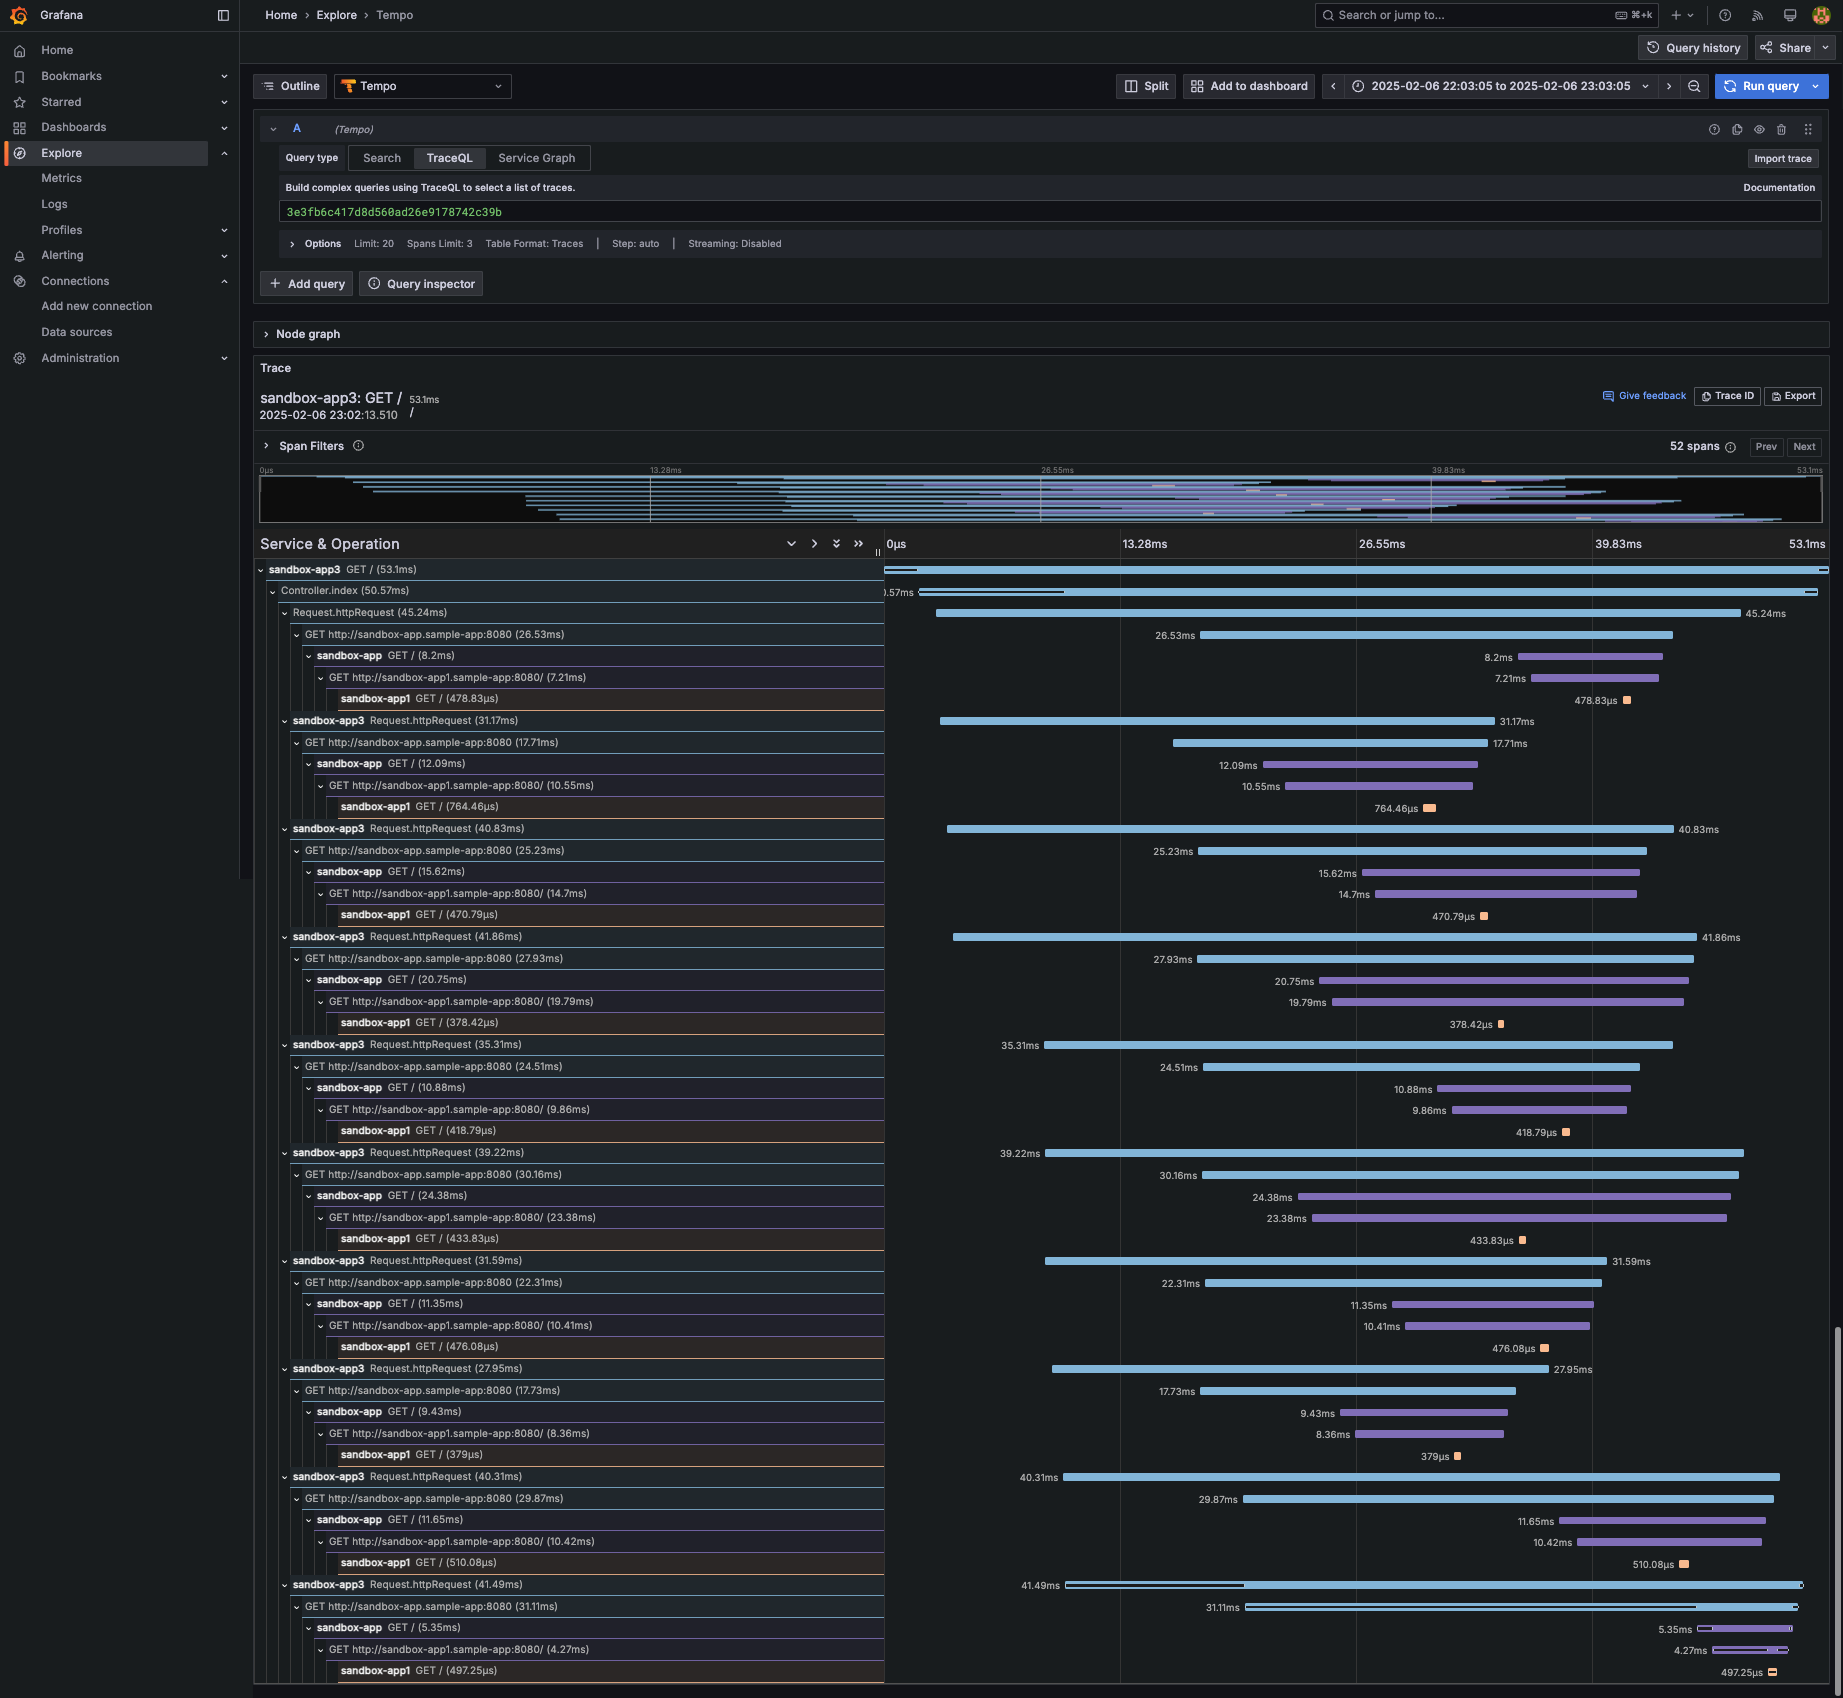 Grafana
Home › Explore › Tempo
Search or jump to...
⌘+k
Home
Bookmarks
Starred
Dashboards
Explore
Metrics
Logs
Profiles
Alerting
Connections
Add new connection
Data sources
Administration
Query history
Share
Outline
Tempo
Split
Add to dashboard
2025-02-06 22:03:05 to 2025-02-06 23:03:05
Run query
A (Tempo)
Query type
Search
TraceQL
Service Graph
Import trace
Build complex queries using TraceQL to select a list of traces.
Documentation
3e3fb6c417d8d560ad26e9178742c39b
Options Limit: 20 Spans Limit: 3 Table Format: Traces | Step: auto | Streaming: Disabled
+ Add query
Query inspector
Node graph
Trace
sandbox-app3: GET / 53.1ms
2025-02-06 23:02:13.510 /
Give feedback
Trace ID
Export
Span Filters
52 spans
Prev
Next
0μs 13.28ms 26.55ms 39.83ms 53.1ms
Service & Operation
0μs 13.28ms 26.55ms 39.83ms 53.1ms
sandbox-app3 GET / (53.1ms)
Controller.index (50.57ms) .57ms
Request.httpRequest (45.24ms) 45.24ms
GET http://sandbox-app.sample-app:8080 (26.53ms) 26.53ms
sandbox-app GET / (8.2ms) 8.2ms
GET http://sandbox-app1.sample-app:8080/ (7.21ms) 7.21ms
sandbox-app1 GET / (478.83μs) 478.83μs
sandbox-app3 Request.httpRequest (31.17ms) 31.17ms
GET http://sandbox-app.sample-app:8080 (17.71ms) 17.71ms
sandbox-app GET / (12.09ms) 12.09ms
GET http://sandbox-app1.sample-app:8080/ (10.55ms) 10.55ms
sandbox-app1 GET / (764.46μs) 764.46μs
sandbox-app3 Request.httpRequest (40.83ms) 40.83ms
GET http://sandbox-app.sample-app:8080 (25.23ms) 25.23ms
sandbox-app GET / (15.62ms) 15.62ms
GET http://sandbox-app1.sample-app:8080/ (14.7ms) 14.7ms
sandbox-app1 GET / (470.79μs) 470.79μs
sandbox-app3 Request.httpRequest (41.86ms) 41.86ms
GET http://sandbox-app.sample-app:8080 (27.93ms) 27.93ms
sandbox-app GET / (20.75ms) 20.75ms
GET http://sandbox-app1.sample-app:8080/ (19.79ms) 19.79ms
sandbox-app1 GET / (378.42μs) 378.42μs
sandbox-app3 Request.httpRequest (35.31ms) 35.31ms
GET http://sandbox-app.sample-app:8080 (24.51ms) 24.51ms
sandbox-app GET / (10.88ms) 10.88ms
GET http://sandbox-app1.sample-app:8080/ (9.86ms) 9.86ms
sandbox-app1 GET / (418.79μs) 418.79μs
sandbox-app3 Request.httpRequest (39.22ms) 39.22ms
GET http://sandbox-app.sample-app:8080 (30.16ms) 30.16ms
sandbox-app GET / (24.38ms) 24.38ms
GET http://sandbox-app1.sample-app:8080/ (23.38ms) 23.38ms
sandbox-app1 GET / (433.83μs) 433.83μs
sandbox-app3 Request.httpRequest (31.59ms) 31.59ms
GET http://sandbox-app.sample-app:8080 (22.31ms) 22.31ms
sandbox-app GET / (11.35ms) 11.35ms
GET http://sandbox-app1.sample-app:8080/ (10.41ms) 10.41ms
sandbox-app1 GET / (476.08μs) 476.08μs
sandbox-app3 Request.httpRequest (27.95ms) 27.95ms
GET http://sandbox-app.sample-app:8080 (17.73ms) 17.73ms
sandbox-app GET / (9.43ms) 9.43ms
GET http://sandbox-app1.sample-app:8080/ (8.36ms) 8.36ms
sandbox-app1 GET / (379μs) 379μs
sandbox-app3 Request.httpRequest (40.31ms) 40.31ms
GET http://sandbox-app.sample-app:8080 (29.87ms) 29.87ms
sandbox-app GET / (11.65ms) 11.65ms
GET http://sandbox-app1.sample-app:8080/ (10.42ms) 10.42ms
sandbox-app1 GET / (510.08μs) 510.08μs
sandbox-app3 Request.httpRequest (41.49ms) 41.49ms
GET http://sandbox-app.sample-app:8080 (31.11ms) 31.11ms
sandbox-app GET / (5.35ms) 5.35ms
GET http://sandbox-app1.sample-app:8080/ (4.27ms) 4.27ms
sandbox-app1 GET / (497.25μs) 497.25μs